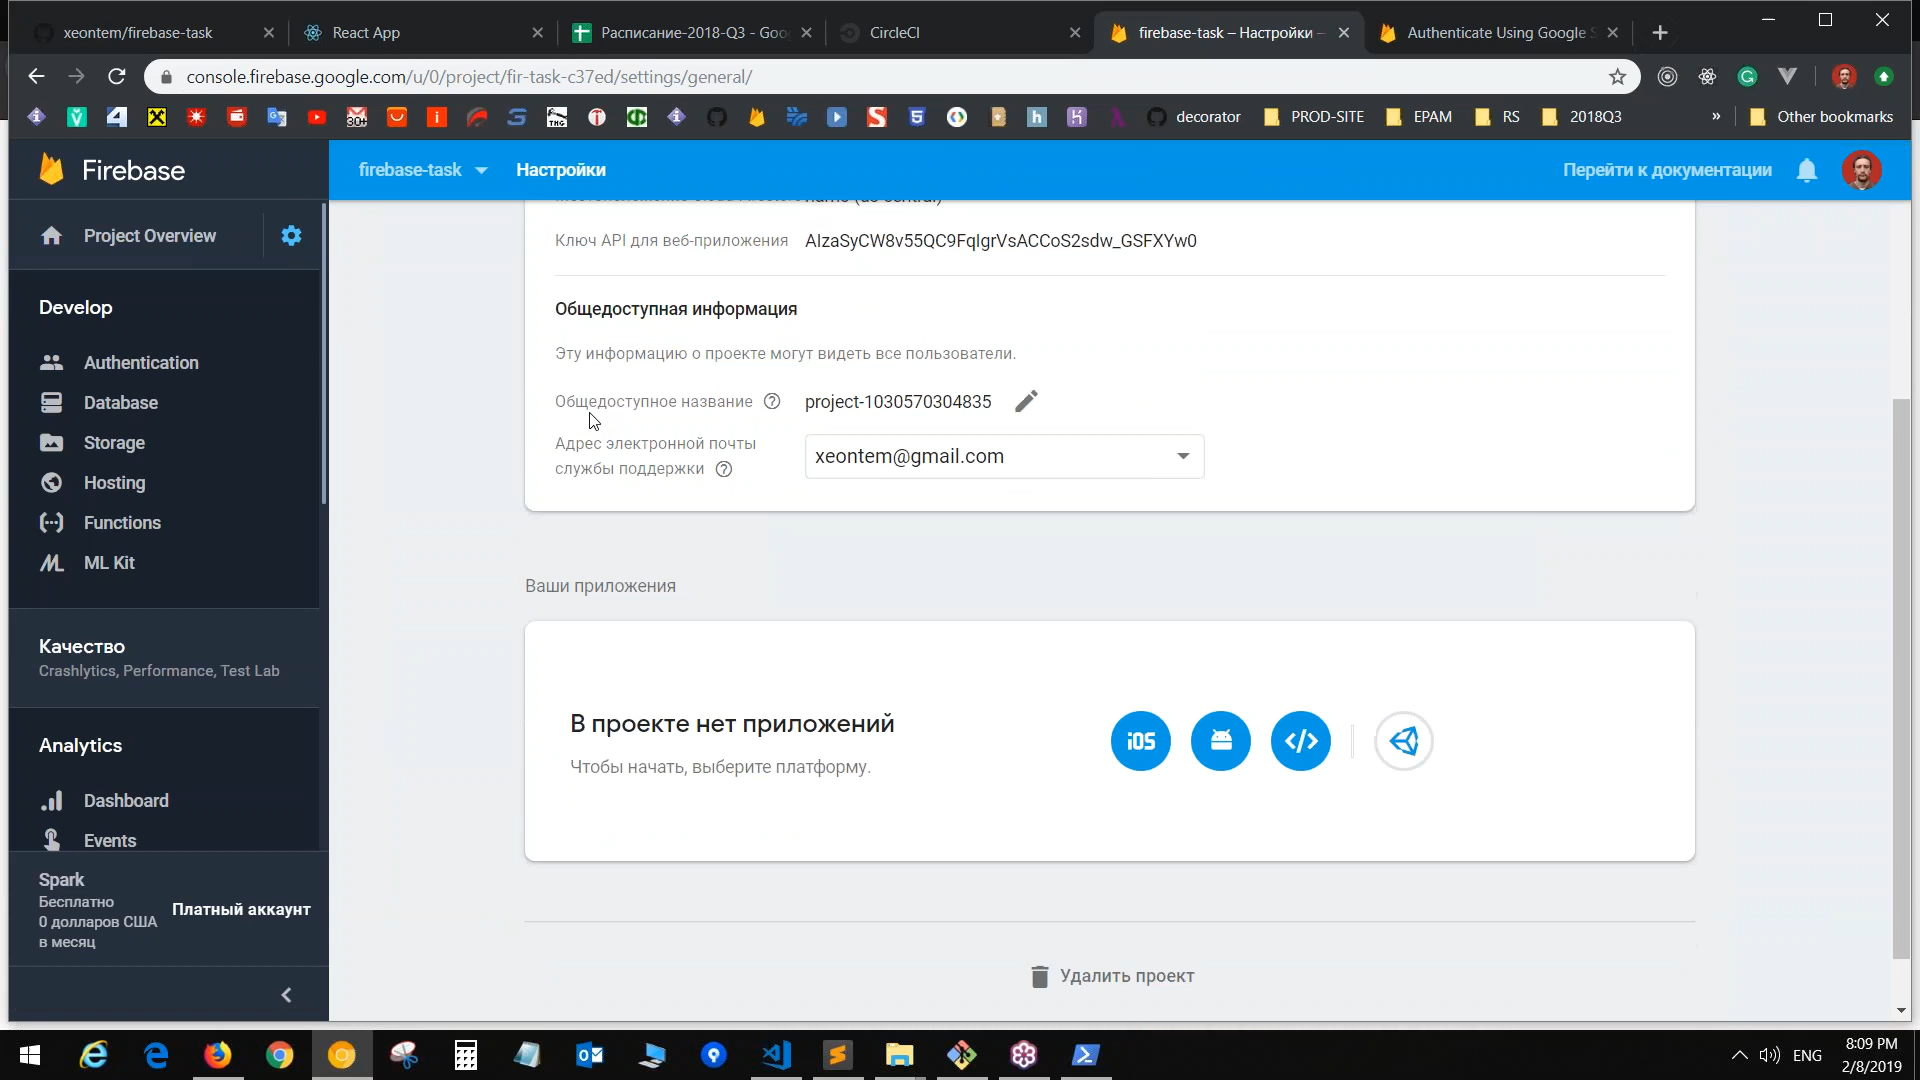 xeontem/firebase-task
React App
Расписание-2018-Q3 - Goo
CircleCI
firebase-task – Настройки –
Authenticate Using Google S
console.firebase.google.com/u/0/project/fir-task-c37ed/settings/general/
decorator
PROD-SITE
EPAM
RS
2018Q3
»
Other bookmarks
Firebase
firebase-task
Настройки
Перейти к документации
Project Overview
Ключ API для веб-приложения
AIzaSyCW8v55QC9FqlgrVsACCoS2sdw_GSFXYw0
Develop
Общедоступная информация
Эту информацию о проекте могут видеть все пользователи.
Authentication
Database
Общедоступное название
project-1030570304835
Storage
Адрес электронной почты
службы поддержки
xeontem@gmail.com
Hosting
Functions
ML Kit
Ваши приложения
Качество
Crashlytics, Performance, Test Lab
В проекте нет приложений
Чтобы начать, выберите платформу.
iOS
Analytics
Dashboard
Events
Spark
Бесплатно
0 долларов США
в месяц
Платный аккаунт
Удалить проект
ENG
8:09 PM
2/8/2019